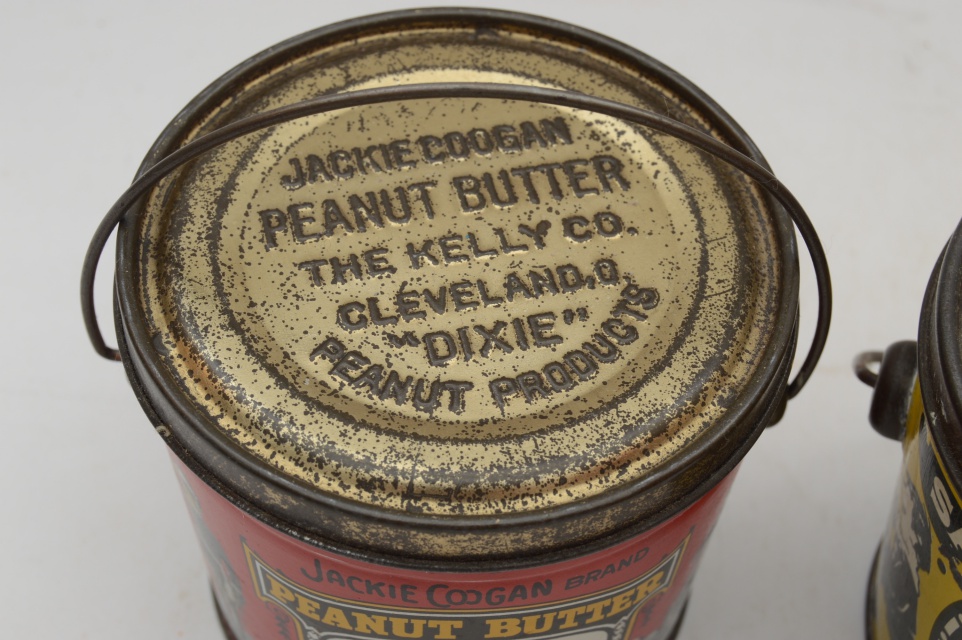 JACKIE COOGAN
PEANUT BUTTER
THE KELLY CO.
CLEVELAND, O.
"DIXIE"
PEANUT PRODUCTS
JACKIE COOGAN BRAND
PEANUT BUTTER